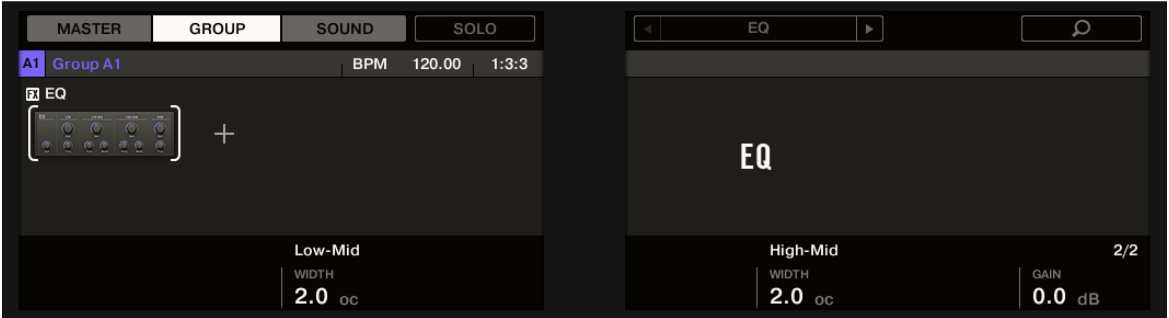 MASTER GROUP SOUND SOLO
A1 Group A1 BPM 120.00 1:3:3
FX EQ
Low-Mid
WIDTH
2.0 oc
EQ
EQ
High-Mid 2/2
WIDTH GAIN
2.0 oc 0.0 dB